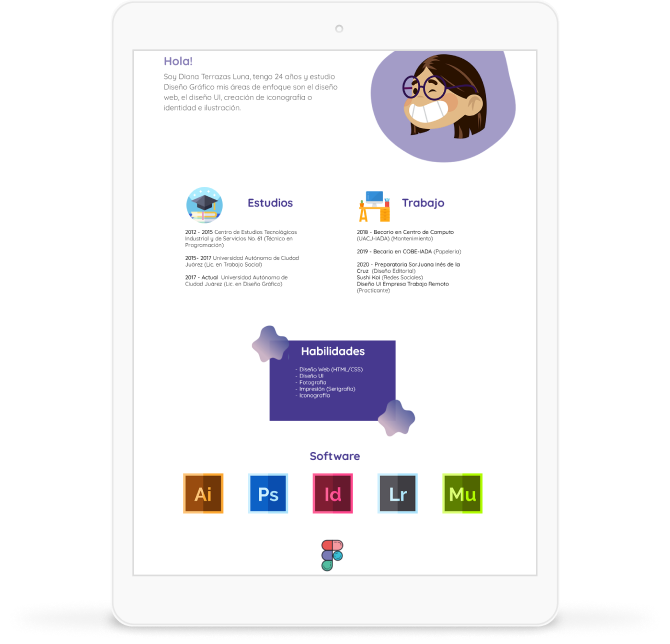 Hola!
Soy Diana Terrazas Luna, tengo 24 años y estudio
Diseño Gráfico mis áreas de enfoque son el diseño
web, el diseño UI, creación de iconografía o
identidad e ilustración.
Estudios
2012 - 2015 Centro de Estudios Tecnológicos
Industrial y de Servicios No. 61 (Técnico en
Programación)
2015- 2017 Universidad Autónoma de Ciudad
Juárez (Lic. en Trabajo Social)
2017 - Actual Universidad Autónoma de
Ciudad Juárez (Lic. en Diseño Gráfico)
Trabajo
2018 - Becario en Centro de Computo
(UACJ-IADA) (Mantenimiento)
2019 - Becaria en COBE-IADA (Papelería)
2020 - Preparatoria SorJuana Inés de la
Cruz (Diseño Editorial)
Sushi Koi (Redes Sociales)
Diseño UI Empresa Trabajo Remoto
(Practicante)
Habilidades
- Diseño Web (HTML/CSS)
- Diseño UI
- Fotografía
- Impresión (Serigrafía)
- Iconografía
Software
Ai Ps Id Lr Mu